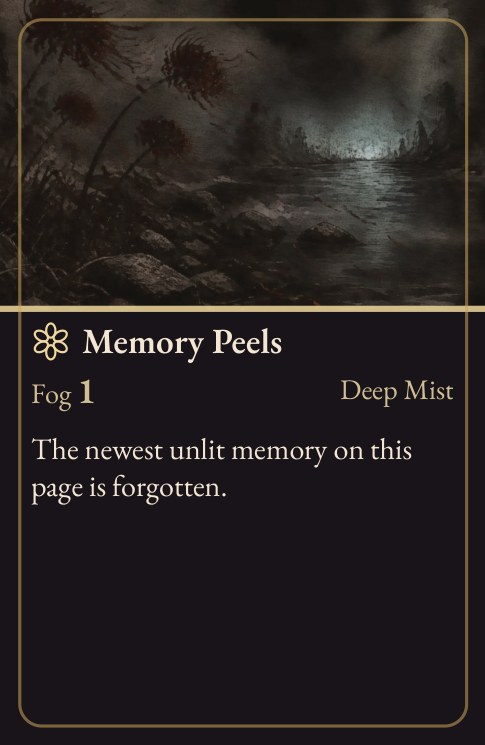 Memory Peels
Fog 1
Deep Mist
The newest unlit memory on this
page is forgotten.